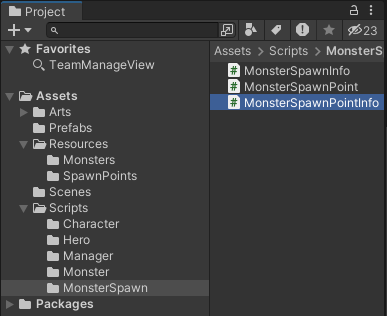 Project
23
Favorites
TeamManageView
Assets
Arts
Prefabs
Resources
Monsters
SpawnPoints
Scenes
Scripts
Character
Hero
Manager
Monster
MonsterSpawn
Packages
Assets > Scripts > MonsterS
MonsterSpawnInfo
MonsterSpawnPoint
MonsterSpawnPointInfo